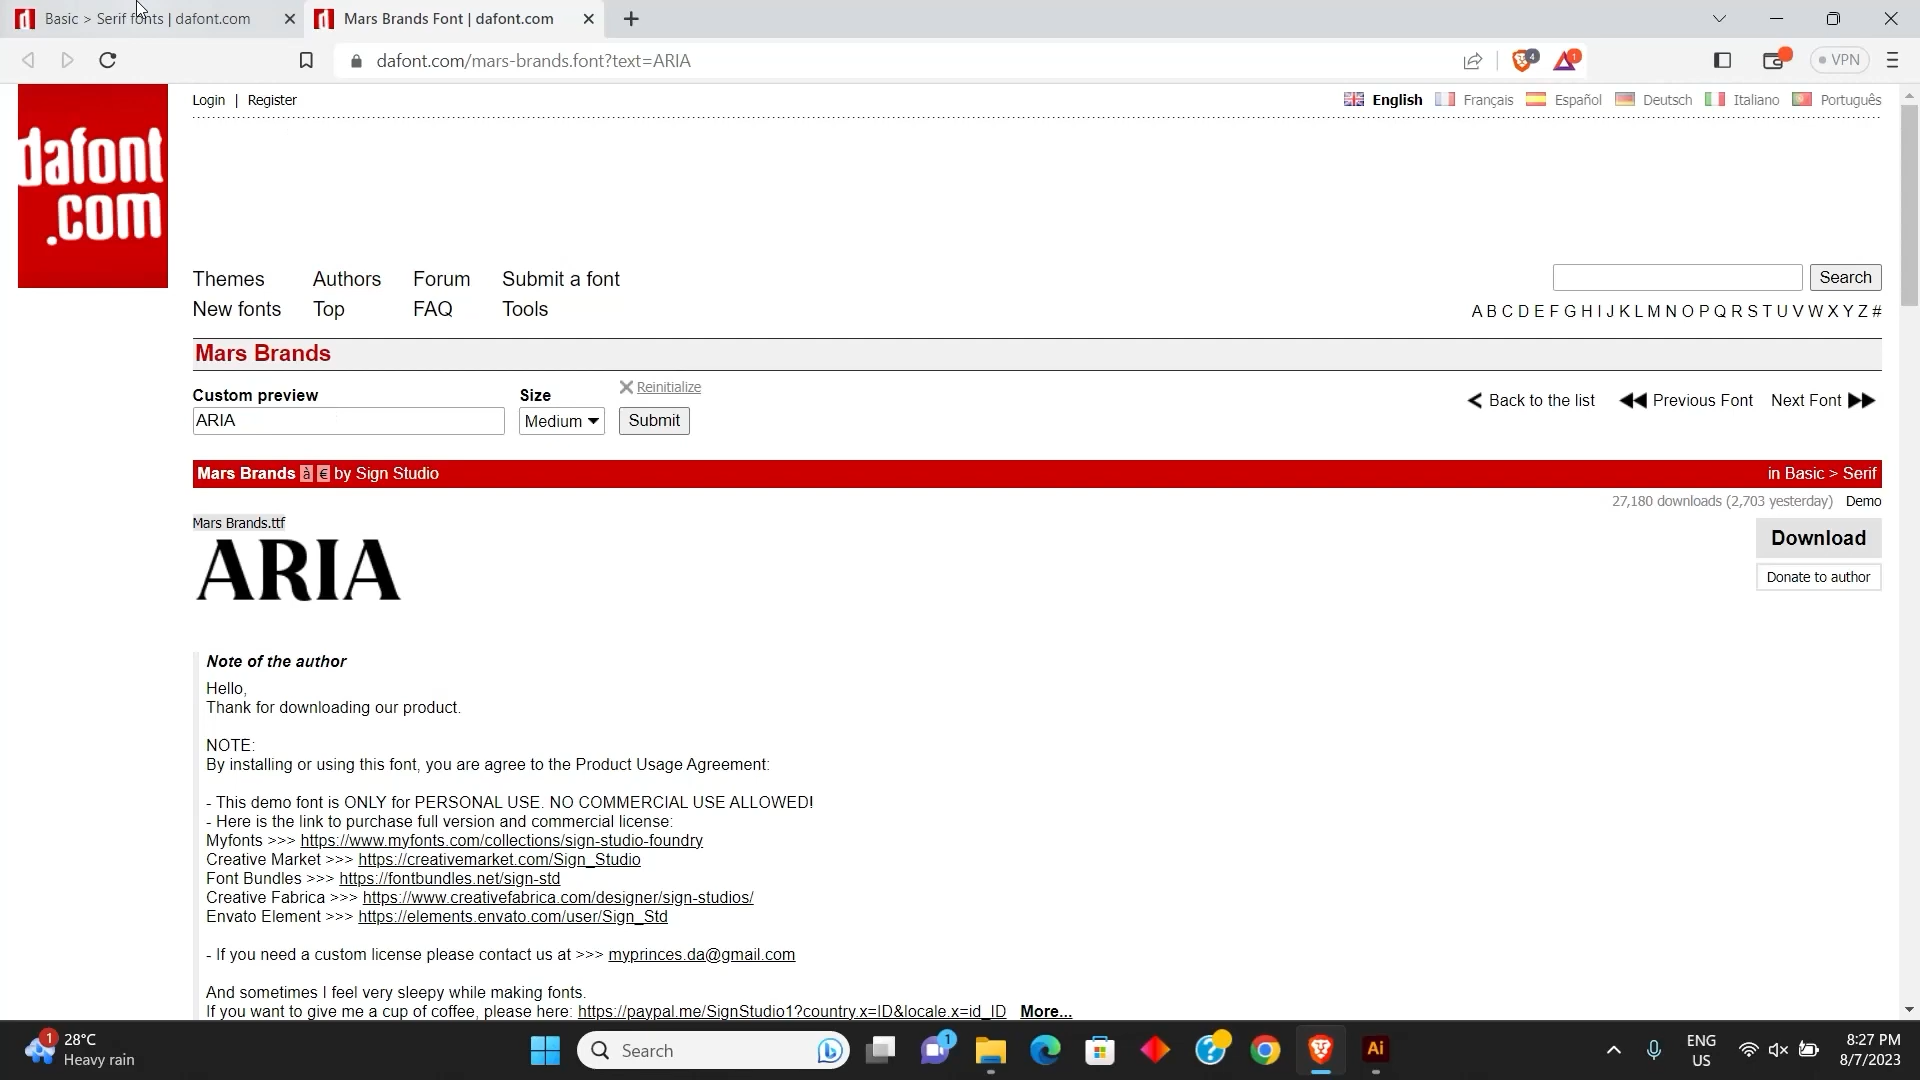 Basic > Serif fonts | dafont.com
Mars Brands Font | dafont.com
dafont.com/mars-brands.font?text=ARIA
4
1
VPN
dafont
.com
Login | Register
English Français Español Deutsch Italiano Português
Themes Authors Forum Submit a font
New fonts Top FAQ Tools
Search
A B C D E F G H I J K L M N O P Q R S T U V W X Y Z #
Mars Brands
Custom preview
Size
Reinitialize
ARIA
Medium
Submit
Back to the list
Previous Font
Next Font
Mars Brands à € by Sign Studio
in Basic > Serif
27,180 downloads (2,703 yesterday) Demo
Mars Brands.ttf
ARIA
Download
Donate to author
Note of the author
Hello,
Thank for downloading our product.
NOTE:
By installing or using this font, you are agree to the Product Usage Agreement:
- This demo font is ONLY for PERSONAL USE. NO COMMERCIAL USE ALLOWED!
- Here is the link to purchase full version and commercial license:
Myfonts >>> https://www.myfonts.com/collections/sign-studio-foundry
Creative Market >>> https://creativemarket.com/Sign_Studio
Font Bundles >>> https://fontbundles.net/sign-std
Creative Fabrica >>> https://www.creativefabrica.com/designer/sign-studios/
Envato Element >>> https://elements.envato.com/user/Sign_Std
- If you need a custom license please contact us at >>> myprinces.da@gmail.com
And sometimes I feel very sleepy while making fonts.
If you want to give me a cup of coffee, please here: https://paypal.me/SignStudio1?country.x=ID&locale.x=id_ID More...
1
28°C
Heavy rain
Search
1
Ai
ENG
US
8:27 PM
8/7/2023